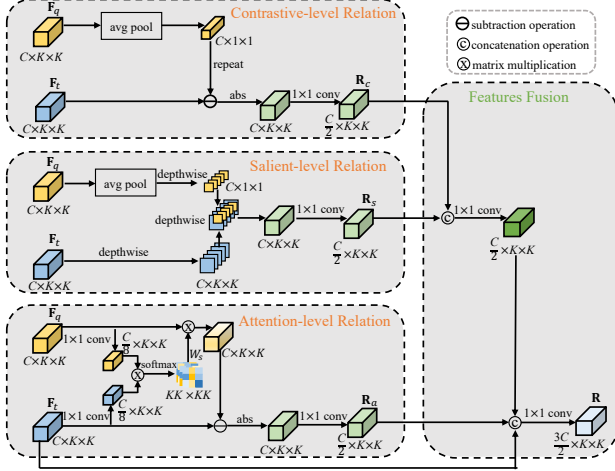 Contrastive-level Relation
F_q
avg pool
C×K×K
C×1×1
repeat
F_t
C×K×K
abs
C×K×K
1×1 conv
R_c
C/2 ×K×K
subtraction operation
c concatenation operation
x matrix multiplication
Salient-level Relation
F_q
C×K×K
avg pool
depthwise
C×1×1
depthwise
F_t
C×K×K
depthwise
C×K×K
C×K×K
1×1 conv
R_s
C/2 ×K×K
Attention-level Relation
F_q
C×K×K
1×1 conv
C/8 ×K×K
softmax
W_s
KK×KK
C×K×K
F_t
C×K×K
1×1 conv
C/8 ×K×K
abs
C×K×K
1×1 conv
R_a
C/2 ×K×K
Features Fusion
c
1×1 conv
C/2 ×K×K
c
1×1 conv
R
3C/2 ×K×K